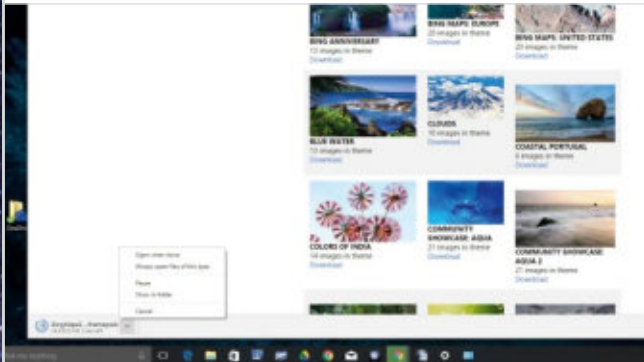 BING ANNIVERSARY
13 images in theme
Download
BING MAPS: EUROPE
20 images in theme
Download
BING MAPS: UNITED STATES
20 images in theme
Download
BLUE WATER
13 images in theme
Download
CLOUDS
10 images in theme
Download
COASTAL PORTUGAL
6 images in theme
Download
COLORS OF INDIA
14 images in theme
Download
COMMUNITY
SHOWCASE: AQUA
21 images in theme
Download
COMMUNITY SHOWCASE:
AQUA 2
21 images in theme
Download
Open when done
Always open files of this type
Pause
Show in folder
Cancel